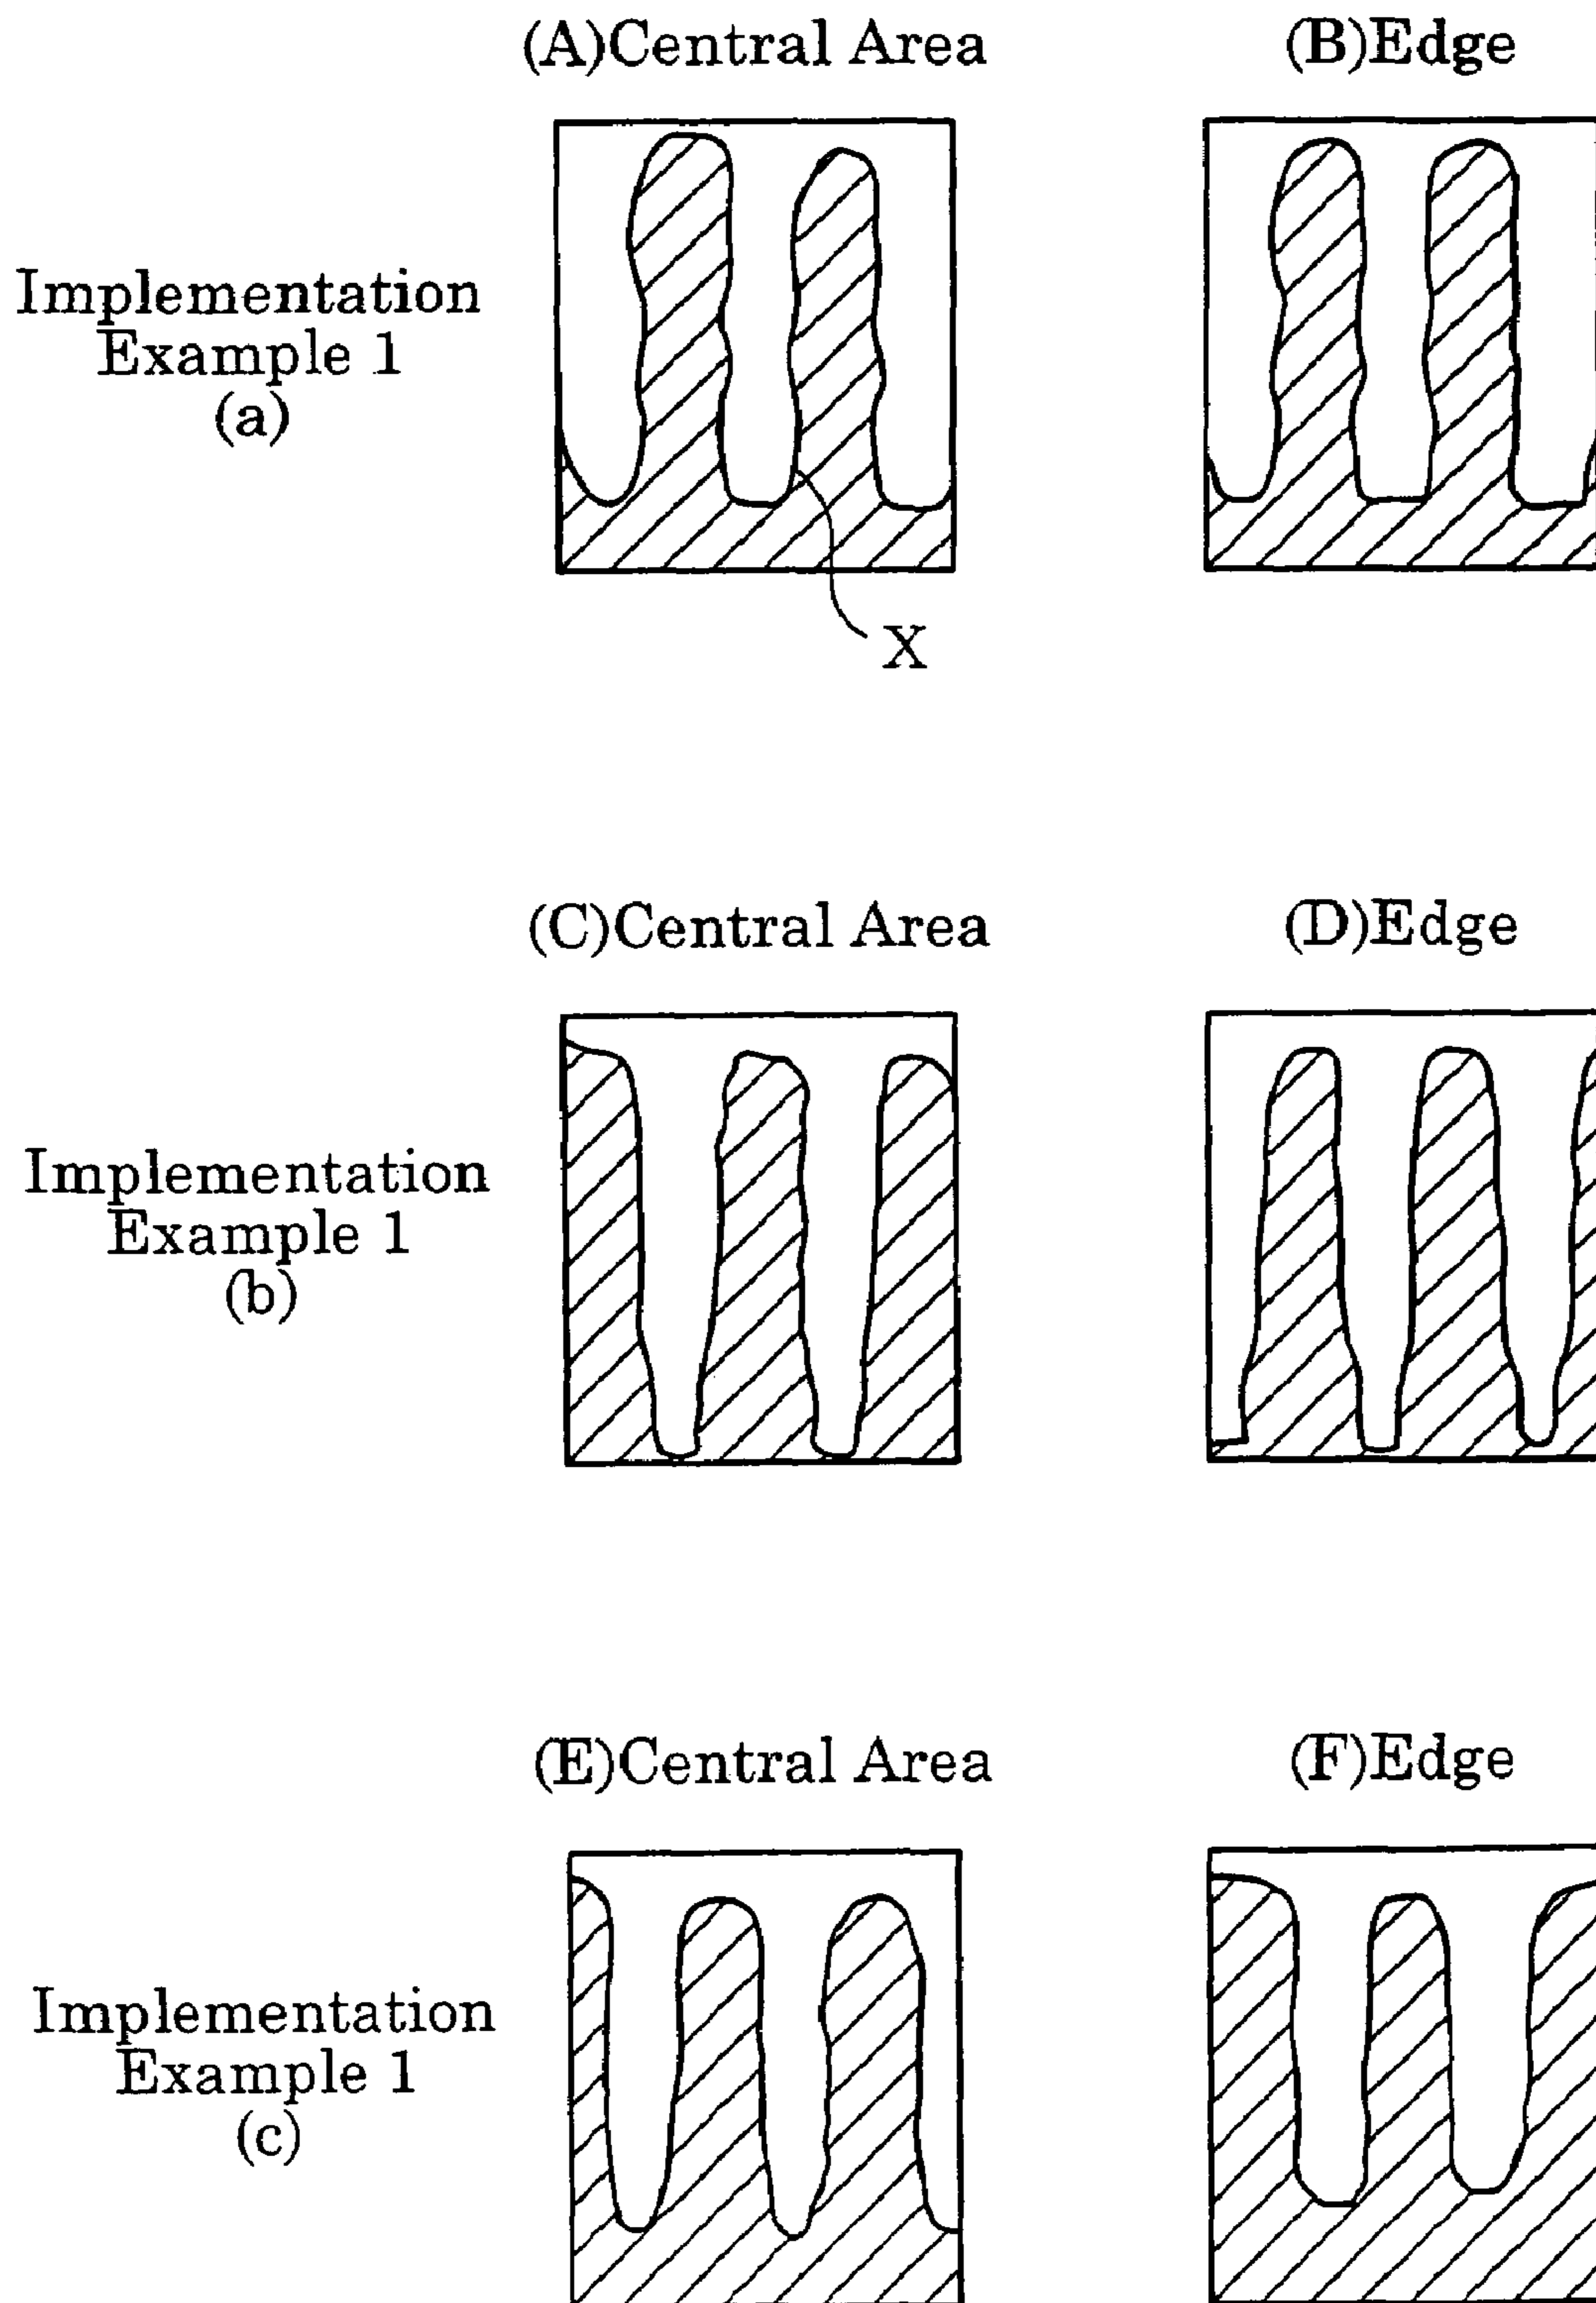 (A)Central Area
(B)Edge
Implementation
Example 1
(a)
X
(C)Central Area
(D)Edge
Implementation
Example 1
(b)
(E)Central Area
(F)Edge
Implementation
Example 1
(c)